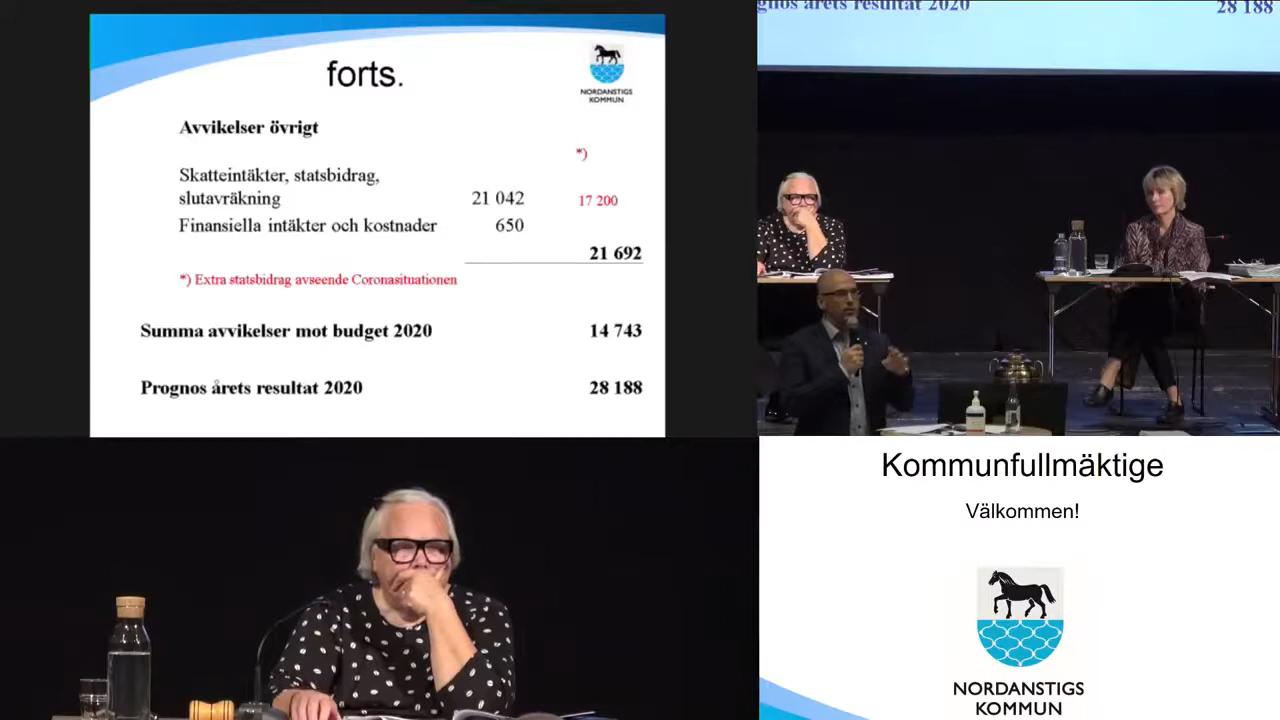 forts.
NORDANSTIGS
KOMMUN
Avvikelser övrigt
*)
Skatteintäkter, statsbidrag,
slutavräkning 21 042 17 200
Finansiella intäkter och kostnader 650
21 692
*) Extra statsbidrag avseende Coronasituationen
Summa avvikelser mot budget 2020 14 743
Prognos årets resultat 2020 28 188
gnos årets resultat 2020 28 188
Kommunfullmäktige
Välkommen!
NORDANSTIGS
KOMMUN